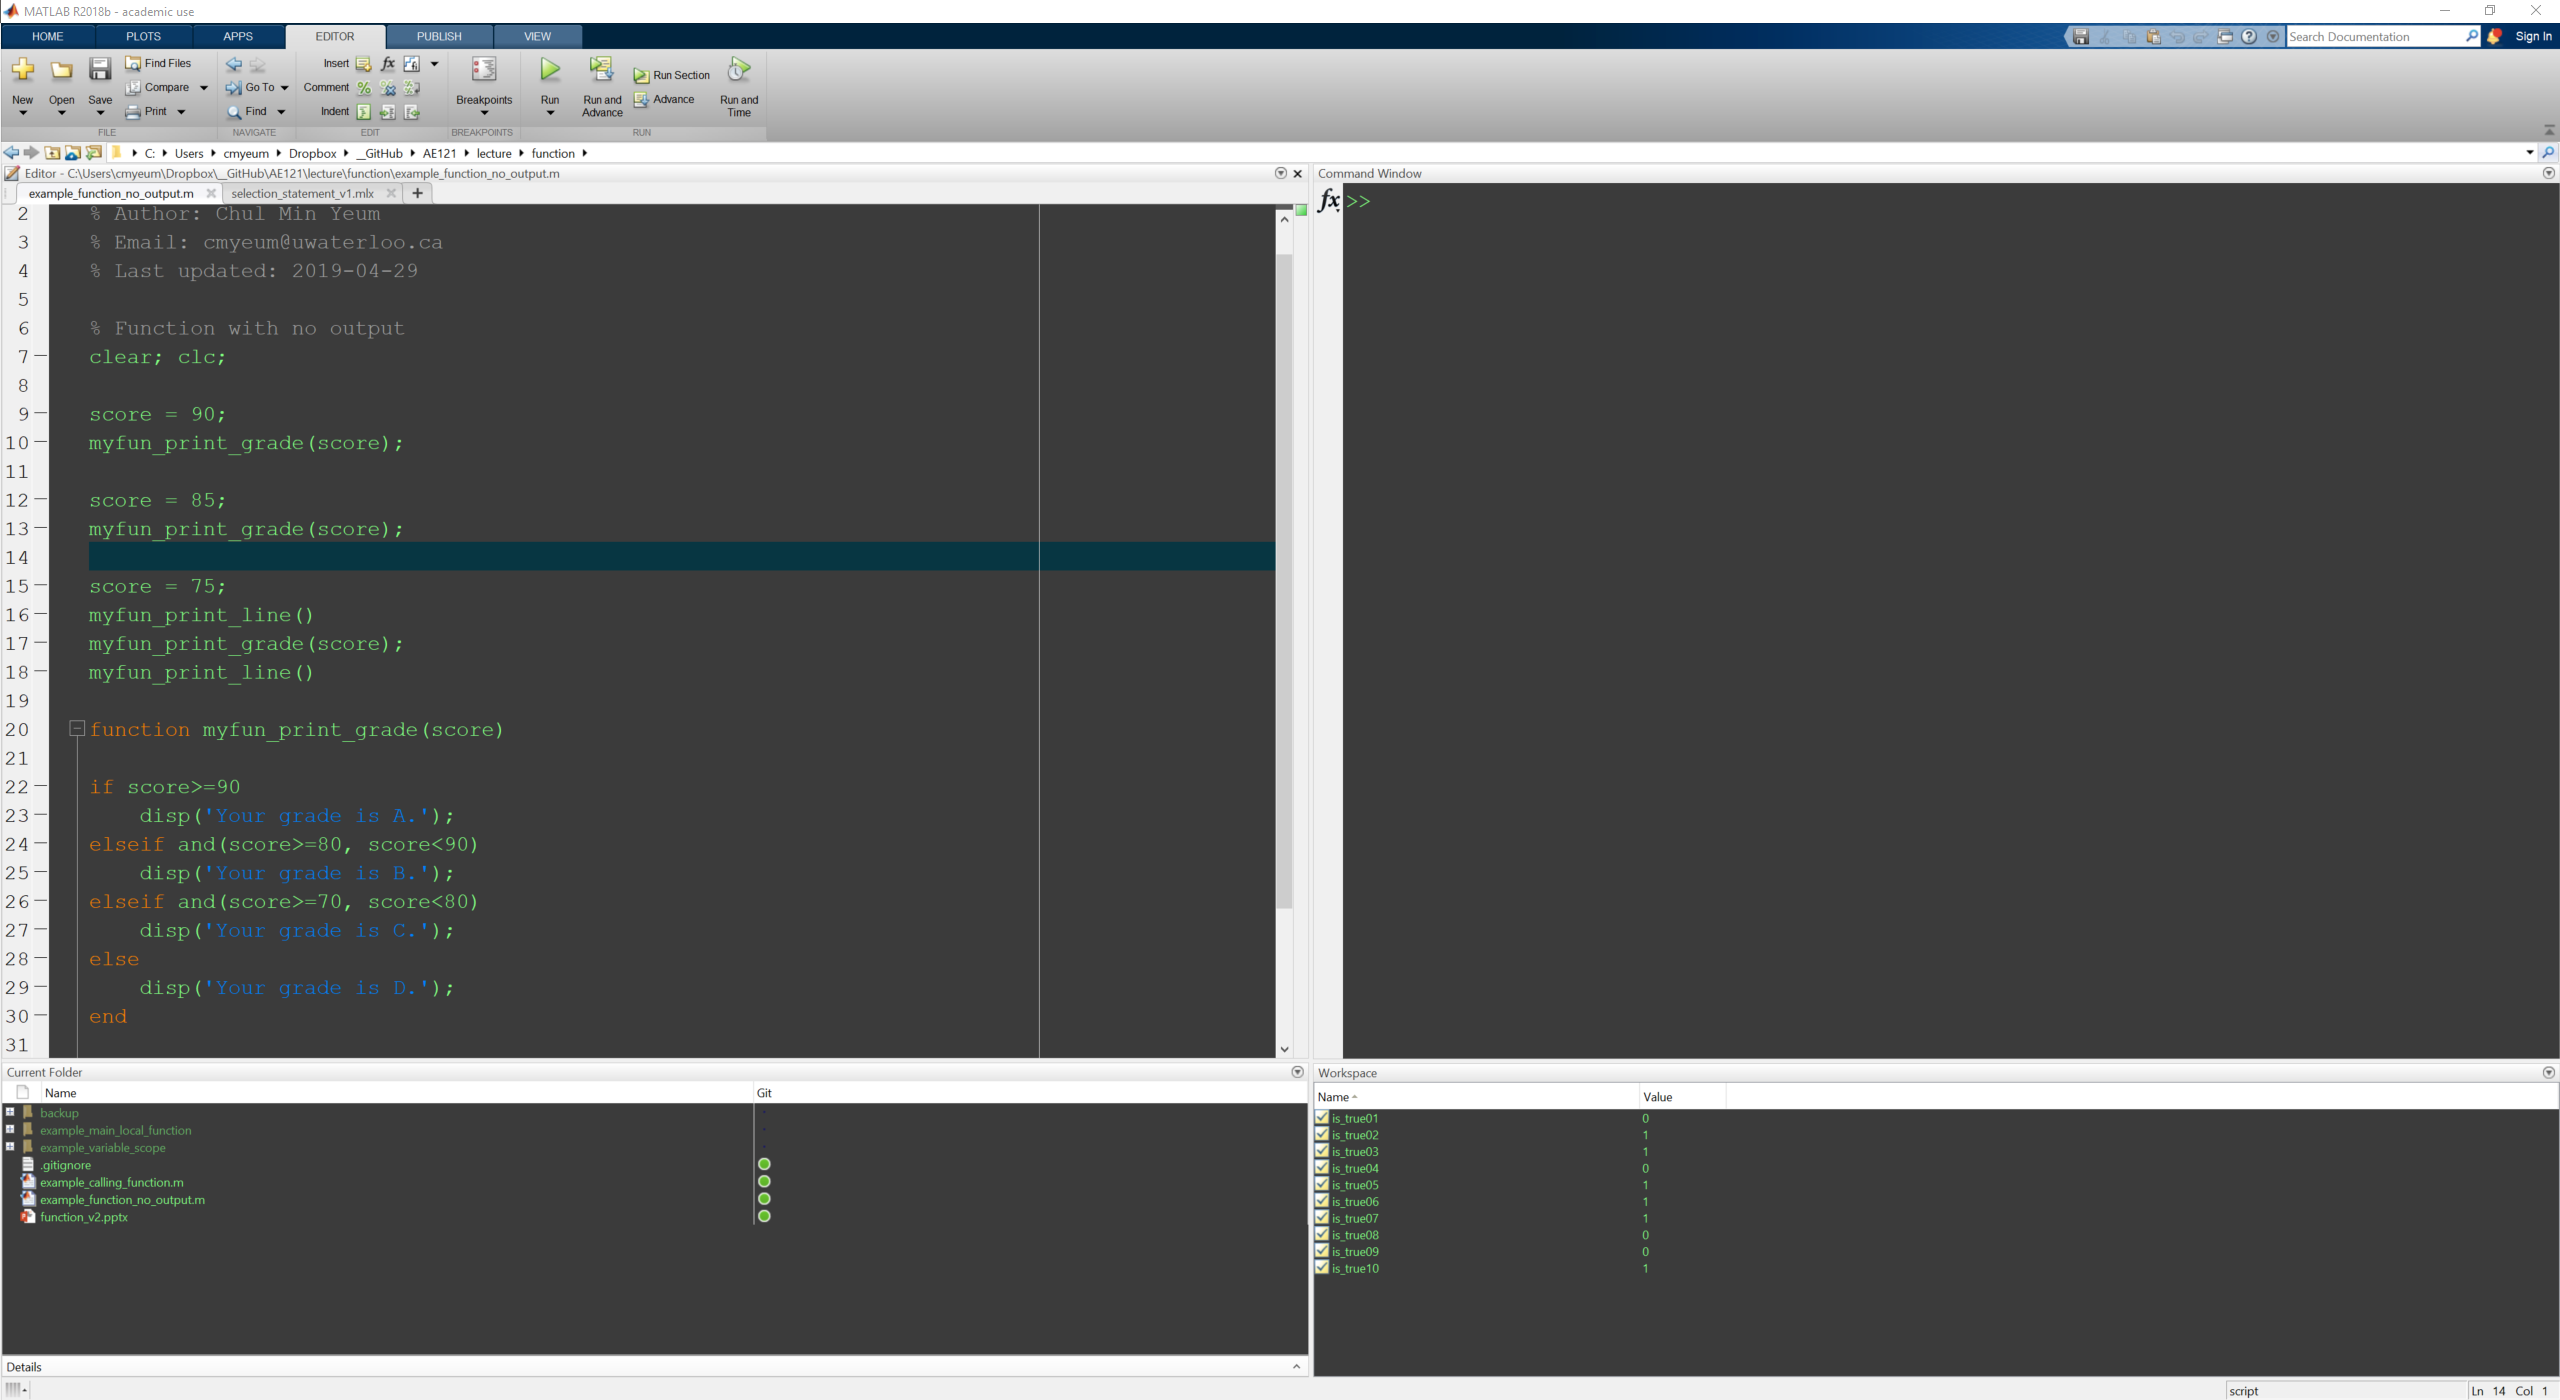 MATLAB R2018b - academic use
HOME PLOTS APPS EDITOR PUBLISH VIEW Search Documentation Sign In
New Open Save Find Files Compare Print
Go To Find
Insert fx fi
Comment
Indent
Breakpoints Run Run and Advance Run Section Advance Run and Time
FILE NAVIGATE EDIT BREAKPOINTS RUN
C: Users cmyeum Dropbox __GitHub AE121 lecture function
Editor - C:\Users\cmyeum\Dropbox\__GitHub\AE121\lecture\function\example_function_no_output.m
example_function_no_output.m selection_statement_v1.mlx +
2 % Author: Chul Min Yeum
3 % Email: cmyeum@uwaterloo.ca
4 % Last updated: 2019-04-29
5
6 % Function with no output
7 clear; clc;
8
9 score = 90;
10 myfun_print_grade(score);
11
12 score = 85;
13 myfun_print_grade(score);
14
15 score = 75;
16 myfun_print_line()
17 myfun_print_grade(score);
18 myfun_print_line()
19
20 function myfun_print_grade(score)
21
22 if score>=90
23 disp('Your grade is A.');
24 elseif and(score>=80, score<90)
25 disp('Your grade is B.');
26 elseif and(score>=70, score<80)
27 disp('Your grade is C.');
28 else
29 disp('Your grade is D.');
30 end
31
Command Window
fx >>
Current Folder
Name Git
backup
example_main_local_function
example_variable_scope
.gitignore
example_calling_function.m
example_function_no_output.m
function_v2.pptx
Details
Workspace
Name Value
is_true01 0
is_true02 1
is_true03 1
is_true04 0
is_true05 1
is_true06 1
is_true07 1
is_true08 0
is_true09 0
is_true10 1
script Ln 14 Col 1